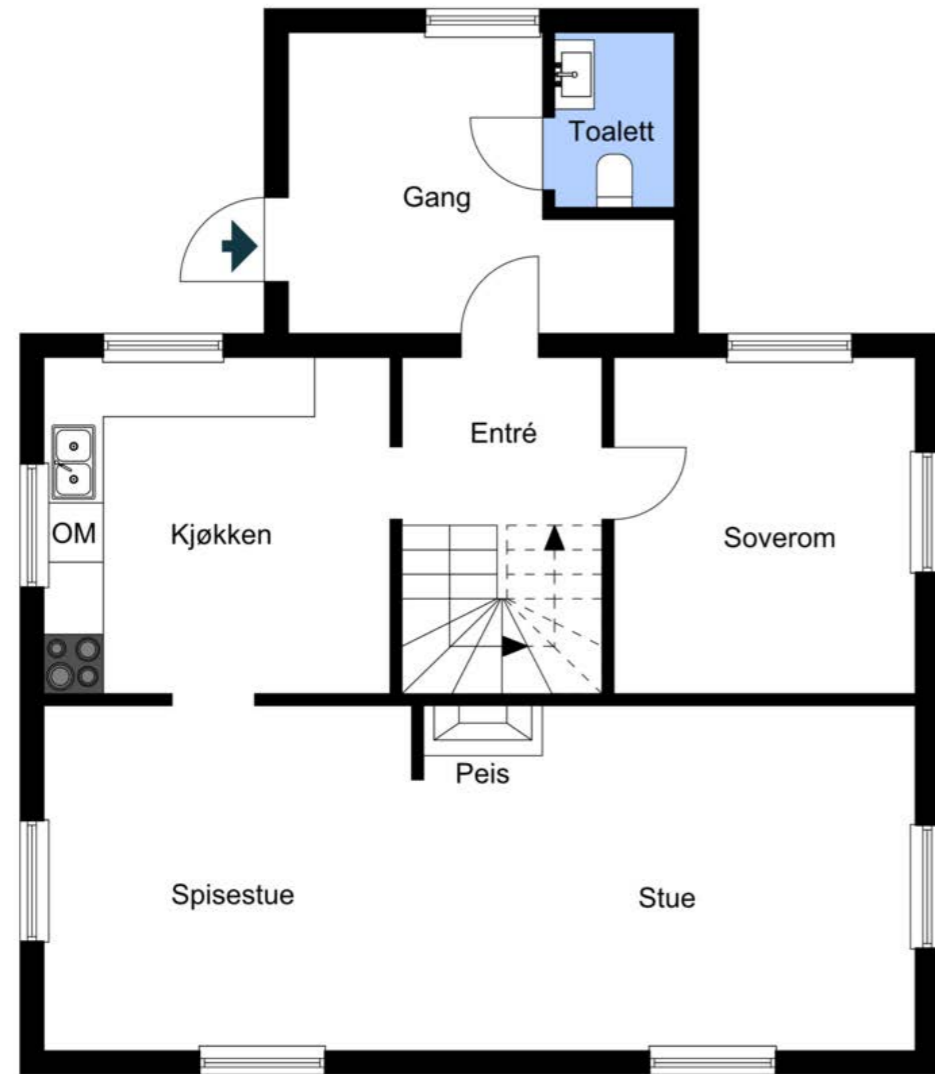 Toalett
Gang
Entré
OM
Kjøkken
Soverom
Peis
Spisestue
Stue